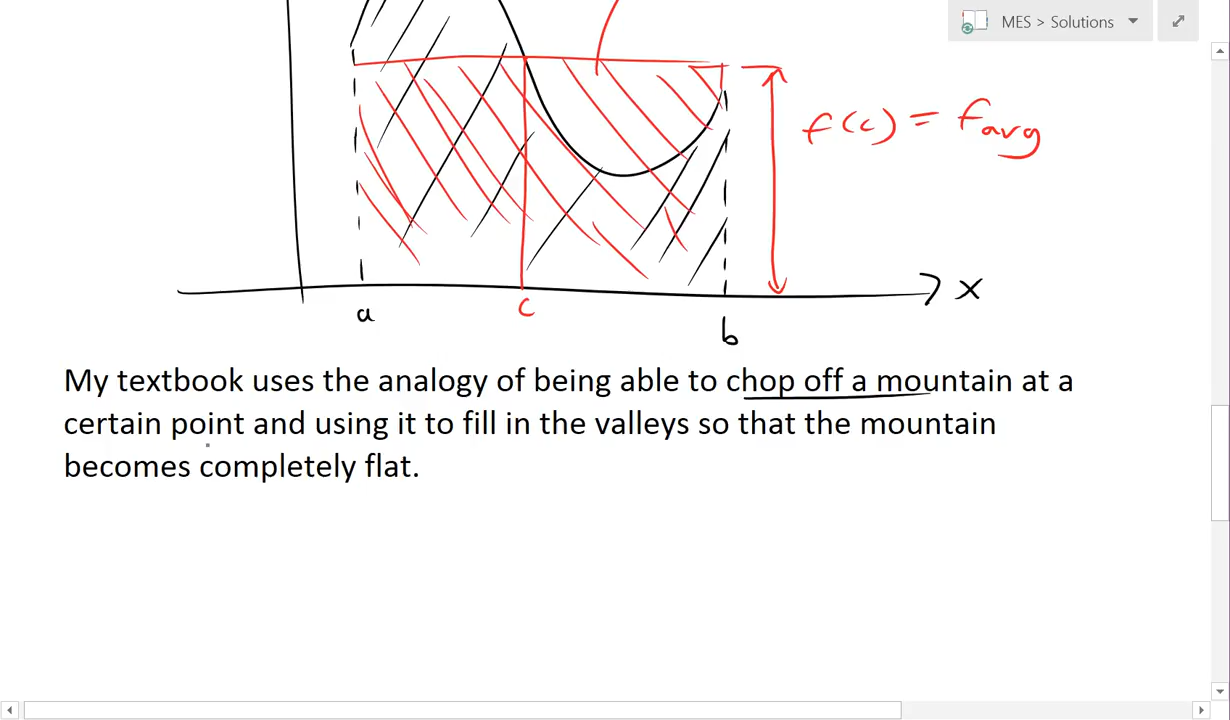 MES > Solutions
f(c) = favg
x
a
c
b
My textbook uses the analogy of being able to chop off a mountain at a
certain point and using it to fill in the valleys so that the mountain
becomes completely flat.